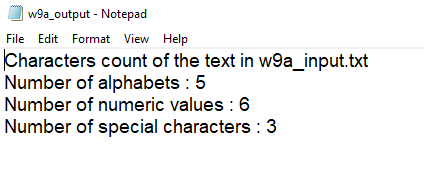 w9a_output - Notepad
File Edit Format View Help
Characters count of the text in w9a_input.txt
Number of alphabets : 5
Number of numeric values : 6
Number of special characters : 3